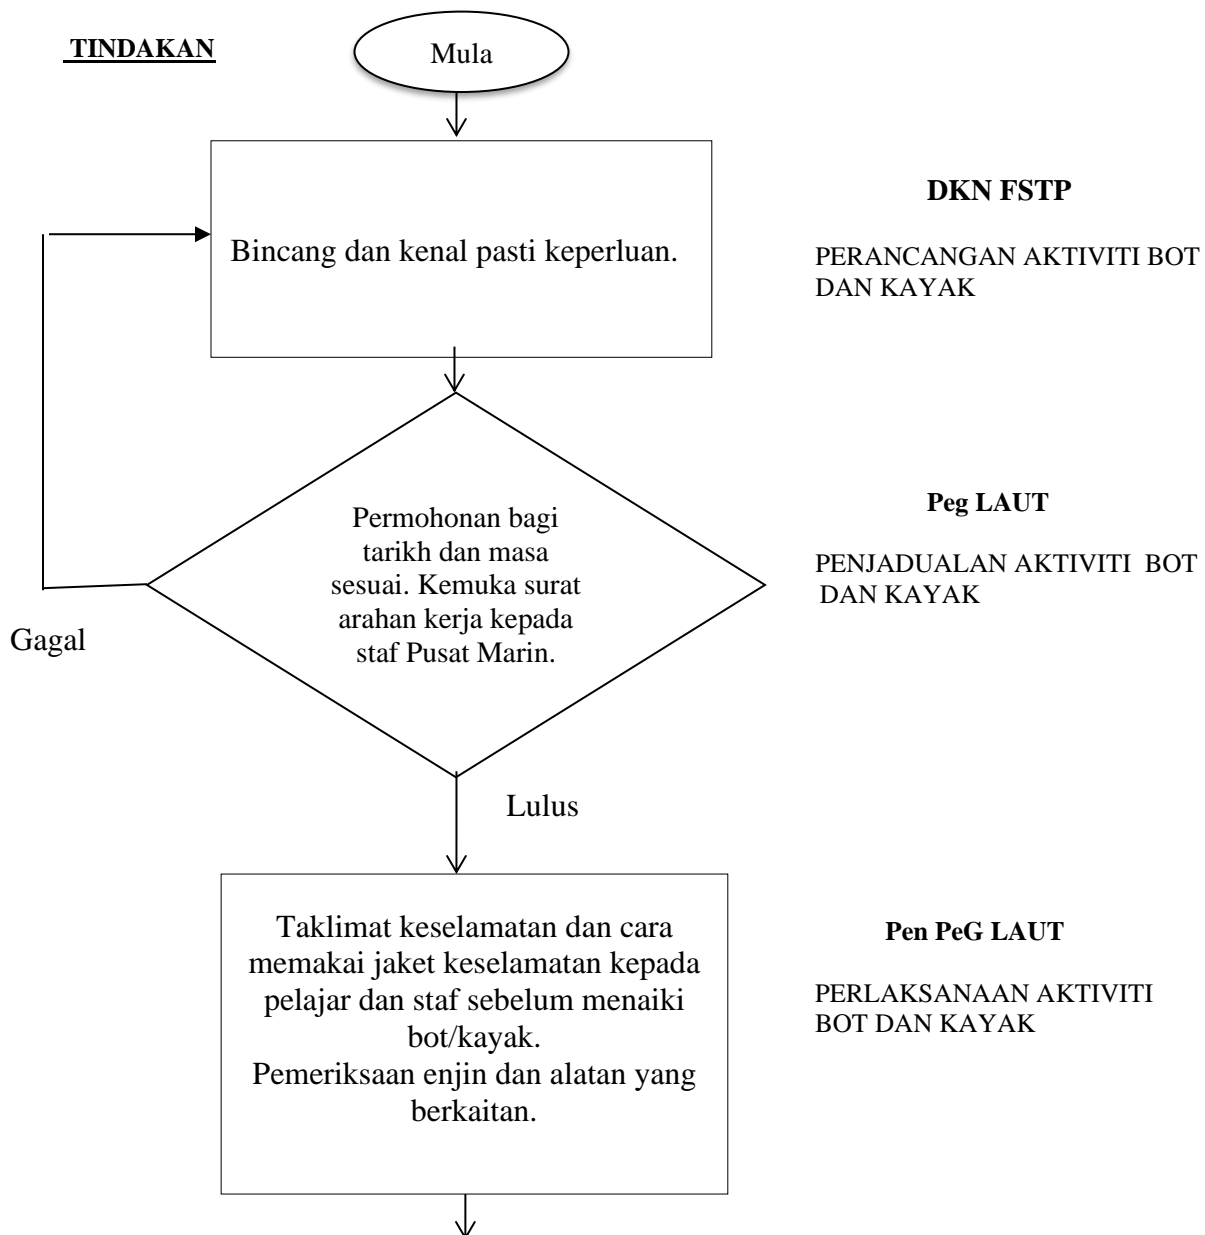 TINDAKAN
Mula
DKN FSTP
Bincang dan kenal pasti keperluan.
PERANCANGAN AKTIVITI BOT
DAN KAYAK
Permohonan bagi
tarikh dan masa
sesuai. Kemuka surat
arahan kerja kepada
staf Pusat Marin.
Peg LAUT
PENJADUALAN AKTIVITI BOT
DAN KAYAK
Gagal
Lulus
Taklimat keselamatan dan cara
memakai jaket keselamatan kepada
pelajar dan staf sebelum menaiki
bot/kayak.
Pemeriksaan enjin dan alatan yang
berkaitan.
Pen PeG LAUT
PERLAKSANAAN AKTIVITI
BOT DAN KAYAK